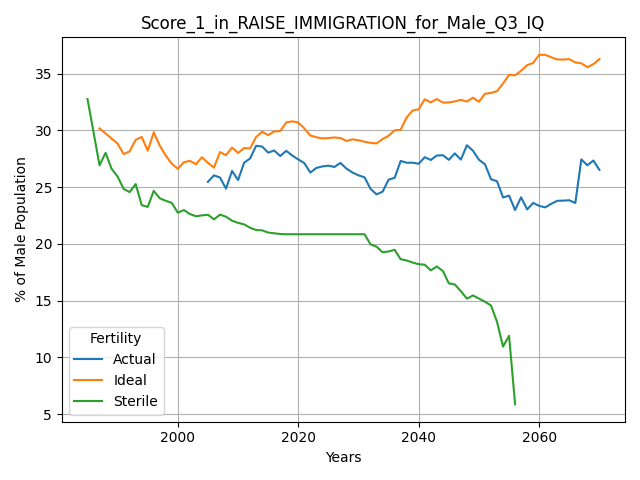 Score_1_in_RAISE_IMMIGRATION_for_Male_Q3_IQ
% of Male Population
35
30
25
20
15
10
5
Fertility
Actual
Ideal
Sterile
2000
2020
2040
2060
Years